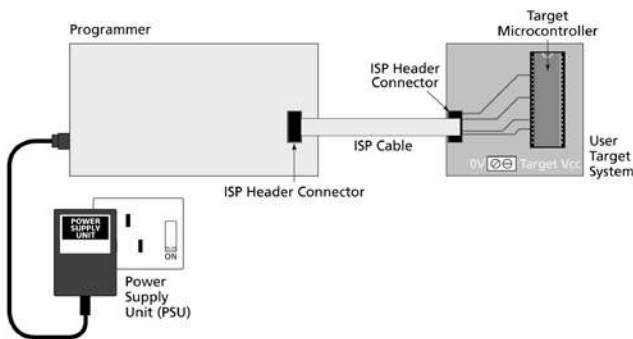 Programmer
Target
Microcontroller
ISP Header
Connector
ISP Cable
ISP Header Connector
0V
Target Vcc
User
Target
System
POWER
SUPPLY
UNIT
ON
Power
Supply
Unit (PSU)